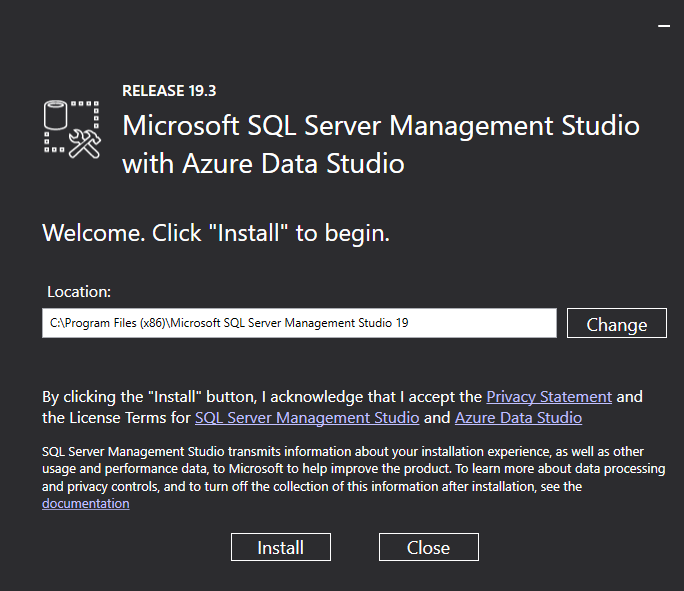 RELEASE 19.3
Microsoft SQL Server Management Studio
with Azure Data Studio
Welcome. Click "Install" to begin.
Location:
C:\Program Files (x86)\Microsoft SQL Server Management Studio 19
Change
By clicking the "Install" button, I acknowledge that I accept the Privacy Statement and
the License Terms for SQL Server Management Studio and Azure Data Studio
SQL Server Management Studio transmits information about your installation experience, as well as other
usage and performance data, to Microsoft to help improve the product. To learn more about data processing
and privacy controls, and to turn off the collection of this information after installation, see the
documentation
Install
Close